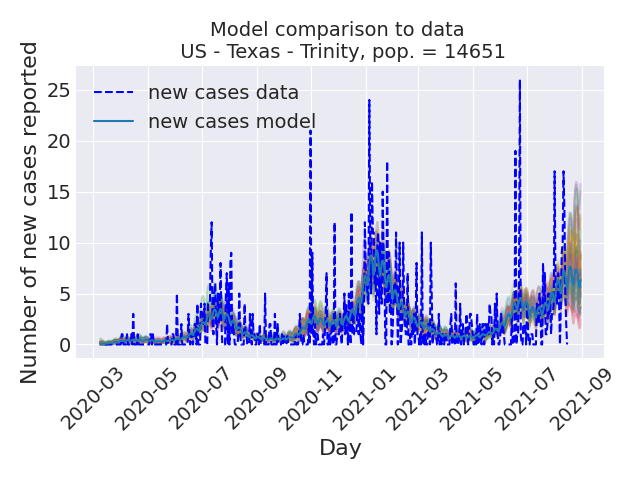 Model comparison to data
US - Texas - Trinity, pop. = 14651
Number of new cases reported
25
20
15
10
5
0
new cases data
new cases model
2020-03
2020-05
2020-07
2020-09
2020-11
2021-01
2021-03
2021-05
2021-07
2021-09
Day